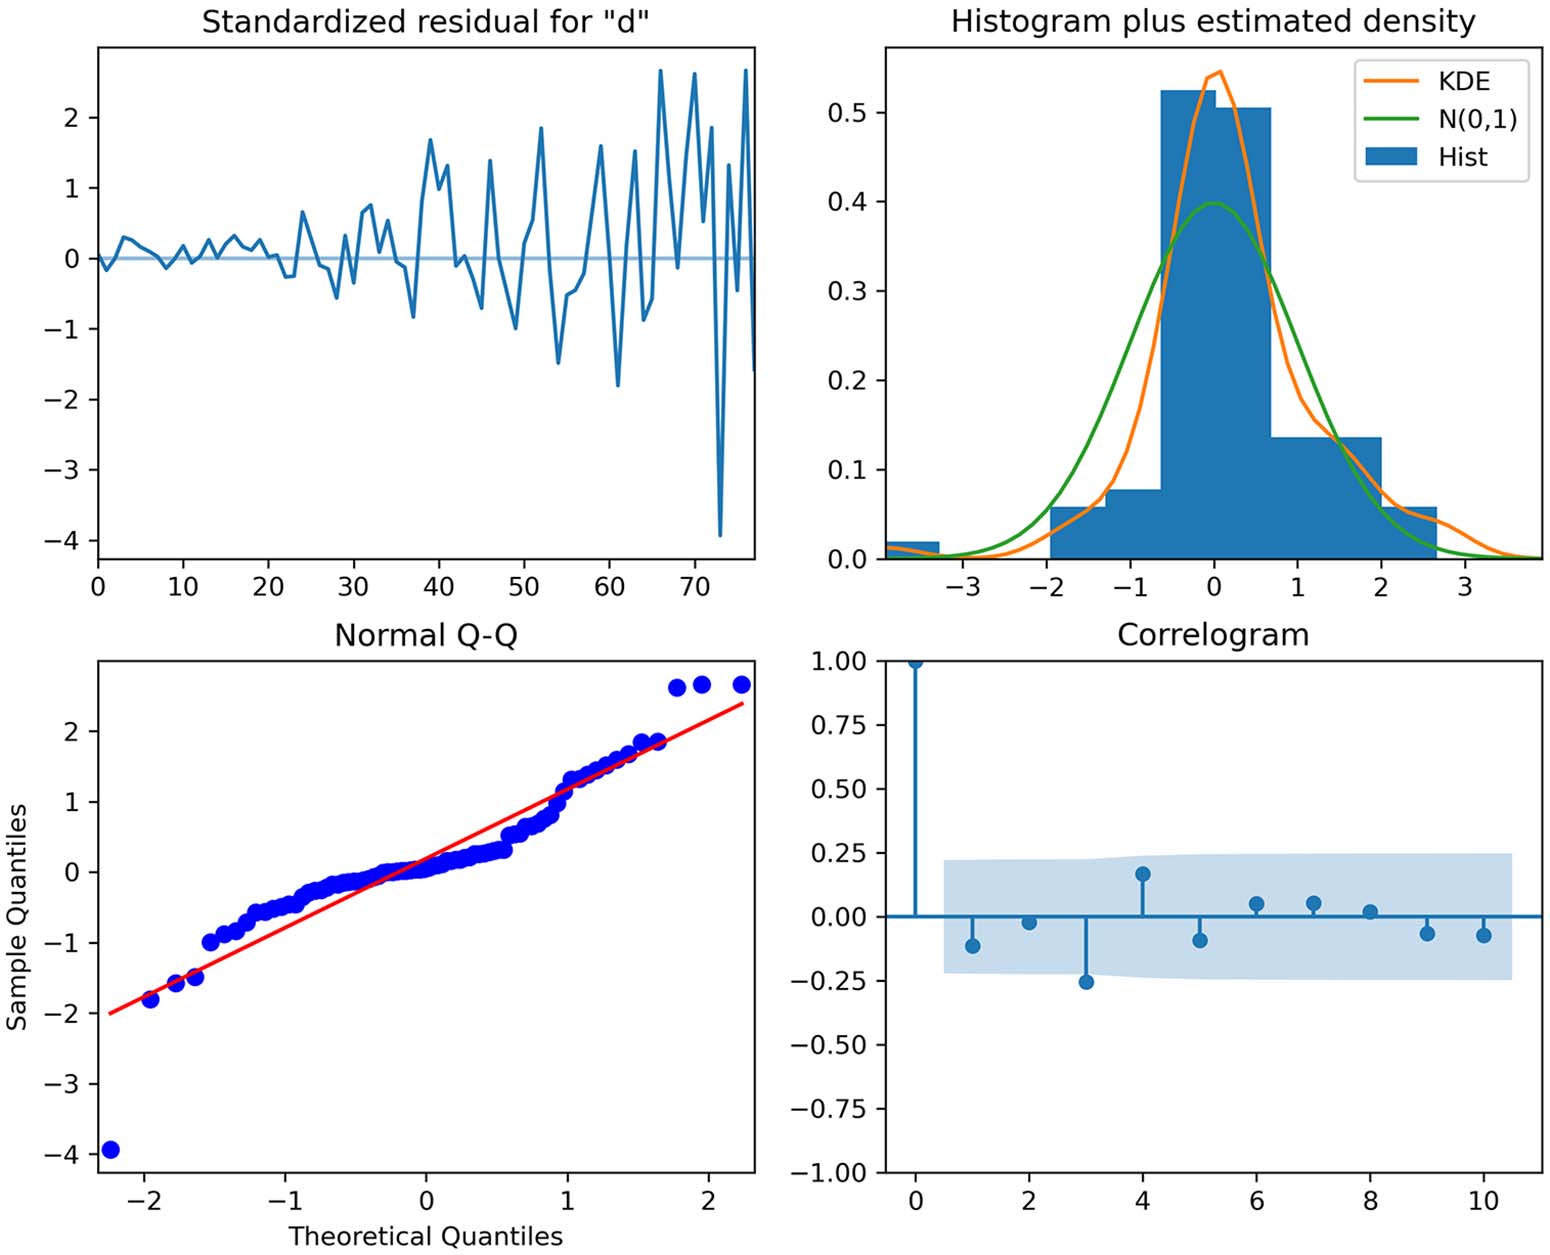 Standardized residual for "d"
2
1
0
−1
−2
−3
−4
0 10 20 30 40 50 60 70
Histogram plus estimated density
KDE
N(0,1)
Hist
0.5
0.4
0.3
0.2
0.1
0.0
−3 −2 −1 0 1 2 3
Normal Q-Q
Sample Quantiles
2
1
0
−1
−2
−3
−4
−2 −1 0 1 2
Theoretical Quantiles
Correlogram
1.00
0.75
0.50
0.25
0.00
−0.25
−0.50
−0.75
−1.00
0 2 4 6 8 10